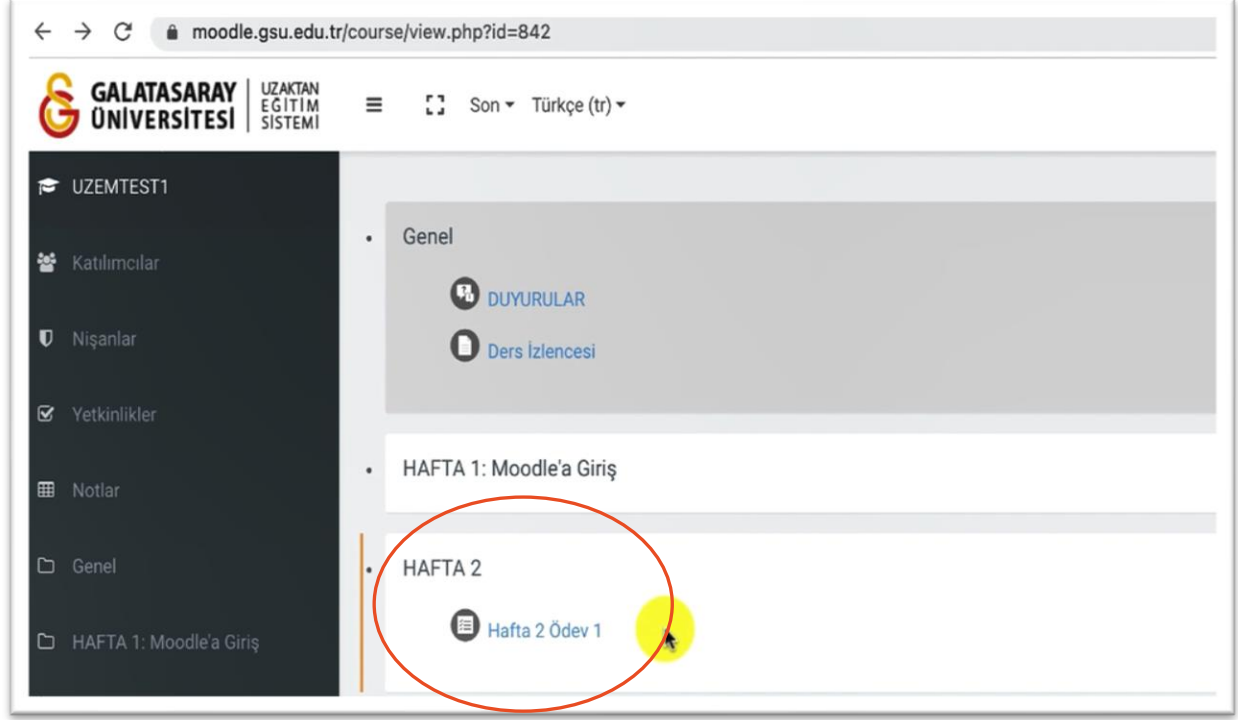 moodle.gsu.edu.tr/course/view.php?id=842
GALATASARAY
ÜNİVERSİTESİ
UZAKTAN
EĞİTİM
SİSTEMİ
Son Türkçe (tr)
UZEMTEST1
Katılımcılar
Nişanlar
Yetkinlikler
Notlar
Genel
HAFTA 1: Moodle'a Giriş
Genel
DUYURULAR
Ders İzlencesi
HAFTA 1: Moodle'a Giriş
HAFTA 2
Hafta 2 Ödev 1